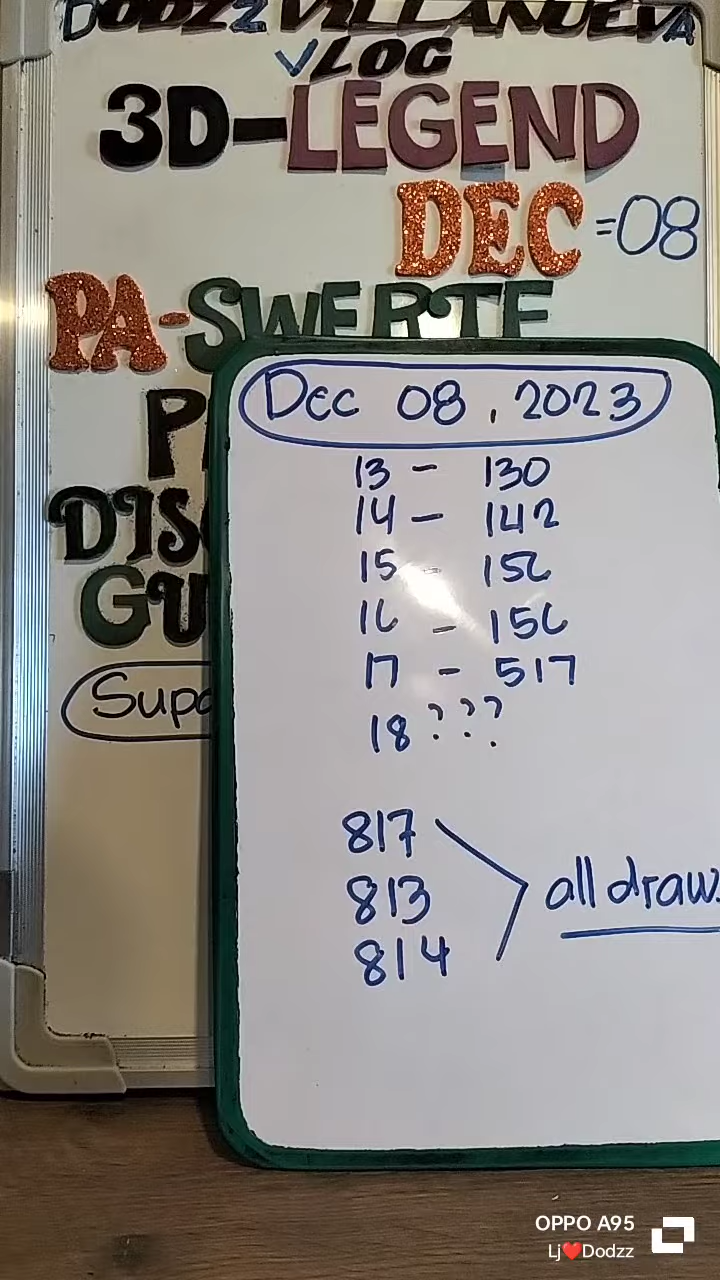 DODZZ VILLANUEVA
VLOG
3D-LEGEND
DEC =08
PA-SWERTE
Dec 08, 2023
13 - 130
14 - 142
15 - 156
16 - 156
17 - 517
18 ???
817
813
814
all draws
OPPO A95
Lj❤️Dodzz